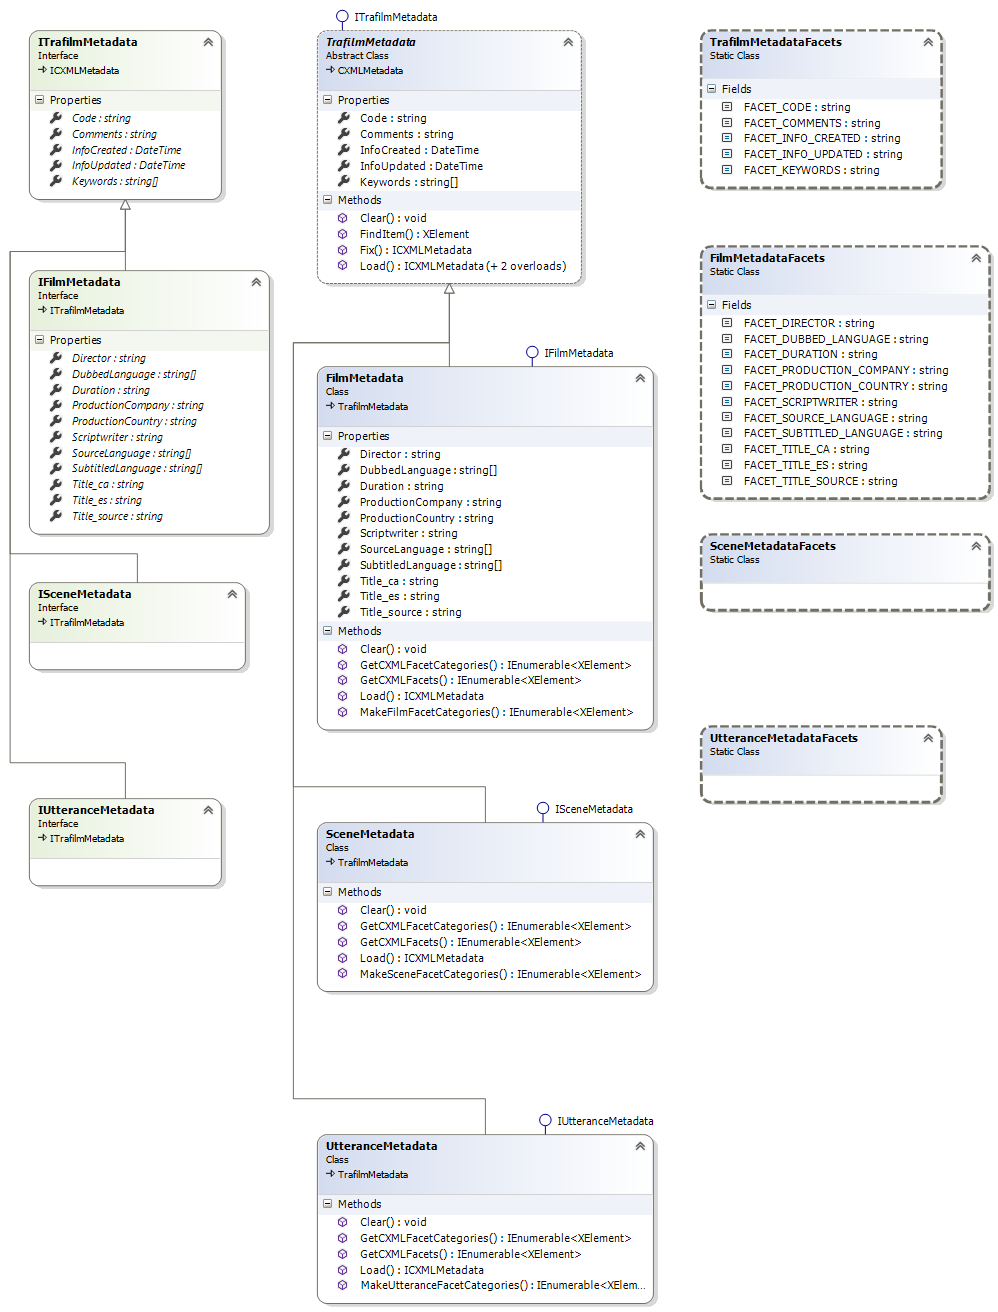 ITrafilmMetadata
Interface
ICXMLMetadata
Properties
Code : string
Comments : string
InfoCreated : DateTime
InfoUpdated : DateTime
Keywords : string[]
IFilmMetadata
Interface
ITrafilmMetadata
Properties
Director : string
DubbedLanguage : string[]
Duration : string
ProductionCompany : string
ProductionCountry : string
Scriptwriter : string
SourceLanguage : string[]
SubtitledLanguage : string[]
Title_ca : string
Title_es : string
Title_source : string
ISceneMetadata
Interface
ITrafilmMetadata
IUtteranceMetadata
Interface
ITrafilmMetadata
ITrafilmMetadata
TrafilmMetadata
Abstract Class
CXMLMetadata
Properties
Code : string
Comments : string
InfoCreated : DateTime
InfoUpdated : DateTime
Keywords : string[]
Methods
Clear() : void
FindItem() : XElement
Fix() : ICXMLMetadata
Load() : ICXMLMetadata (+ 2 overloads)
IFilmMetadata
FilmMetadata
Class
TrafilmMetadata
Properties
Director : string
DubbedLanguage : string[]
Duration : string
ProductionCompany : string
ProductionCountry : string
Scriptwriter : string
SourceLanguage : string[]
SubtitledLanguage : string[]
Title_ca : string
Title_es : string
Title_source : string
Methods
Clear() : void
GetCXMLFacetCategories() : IEnumerable<XElement>
GetCXMLFacets() : IEnumerable<XElement>
Load() : ICXMLMetadata
MakeFilmFacetCategories() : IEnumerable<XElement>
ISceneMetadata
SceneMetadata
Class
TrafilmMetadata
Methods
Clear() : void
GetCXMLFacetCategories() : IEnumerable<XElement>
GetCXMLFacets() : IEnumerable<XElement>
Load() : ICXMLMetadata
MakeSceneFacetCategories() : IEnumerable<XElement>
IUtteranceMetadata
UtteranceMetadata
Class
TrafilmMetadata
Methods
Clear() : void
GetCXMLFacetCategories() : IEnumerable<XElement>
GetCXMLFacets() : IEnumerable<XElement>
Load() : ICXMLMetadata
MakeUtteranceFacetCategories() : IEnumerable<XElem...
TrafilmMetadataFacets
Static Class
Fields
FACET_CODE : string
FACET_COMMENTS : string
FACET_INFO_CREATED : string
FACET_INFO_UPDATED : string
FACET_KEYWORDS : string
FilmMetadataFacets
Static Class
Fields
FACET_DIRECTOR : string
FACET_DUBBED_LANGUAGE : string
FACET_DURATION : string
FACET_PRODUCTION_COMPANY : string
FACET_PRODUCTION_COUNTRY : string
FACET_SCRIPTWRITER : string
FACET_SOURCE_LANGUAGE : string
FACET_SUBTITLED_LANGUAGE : string
FACET_TITLE_CA : string
FACET_TITLE_ES : string
FACET_TITLE_SOURCE : string
SceneMetadataFacets
Static Class
UtteranceMetadataFacets
Static Class